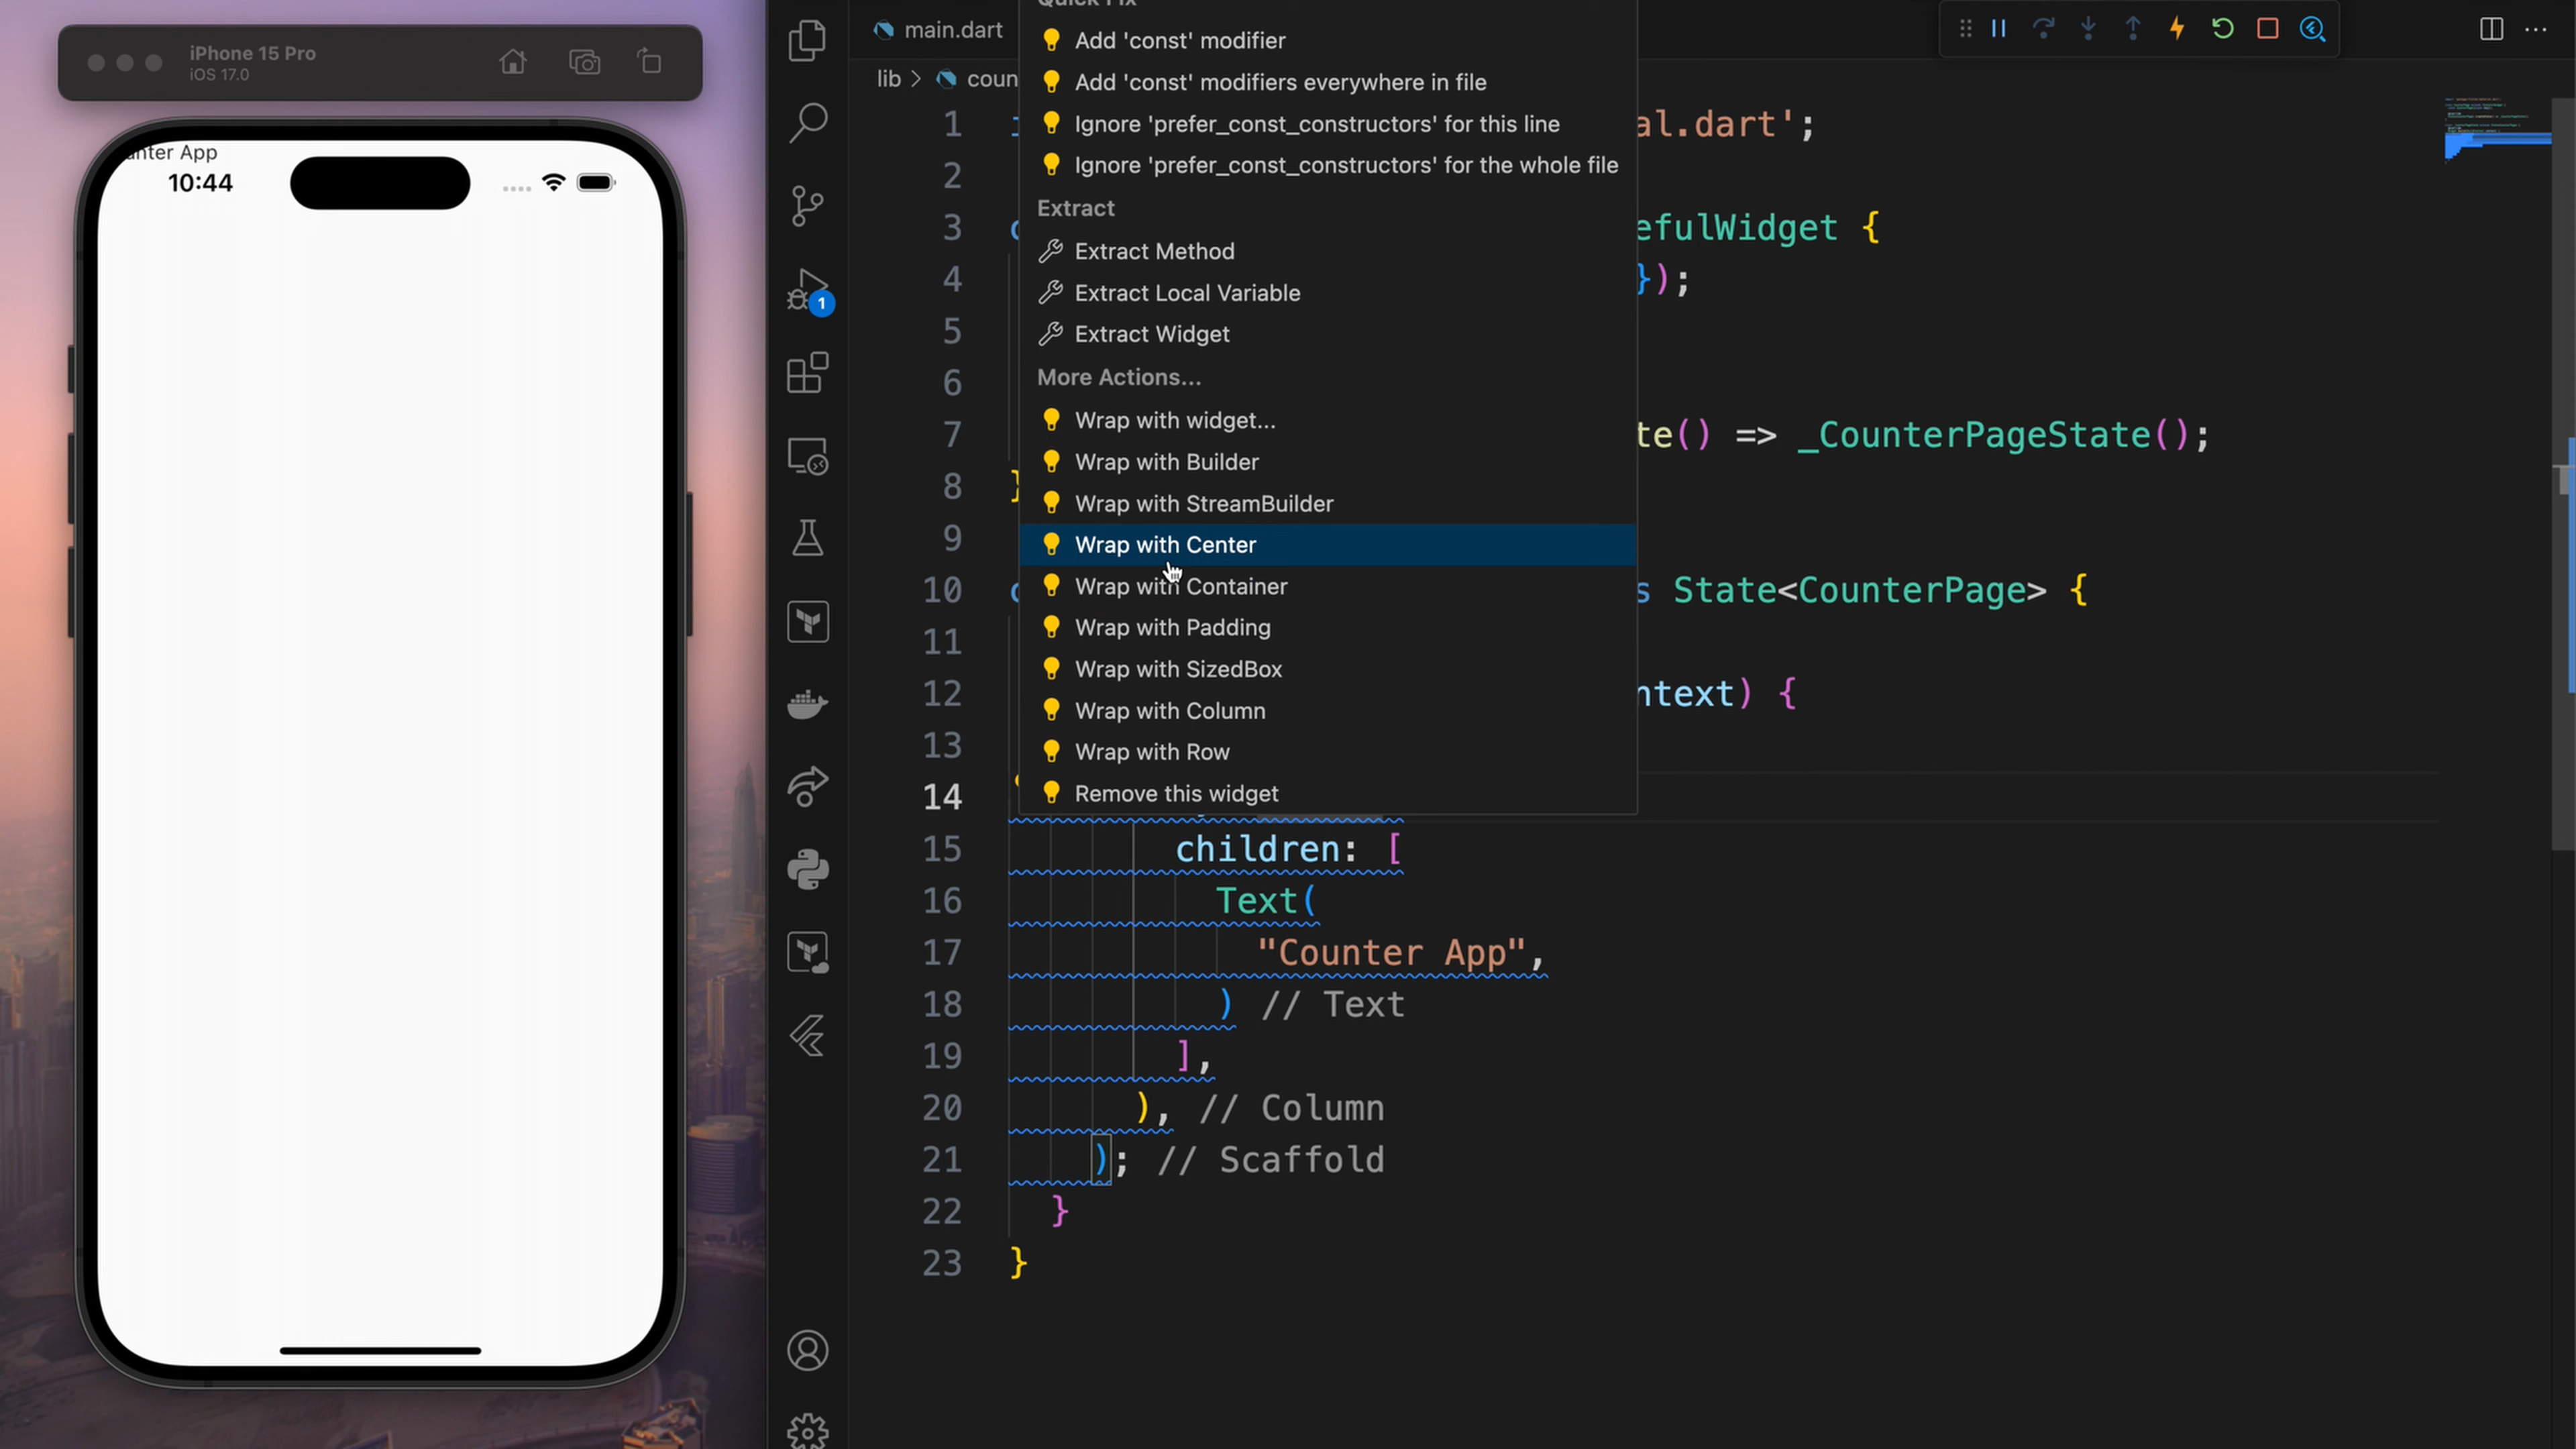 iPhone 15 Pro
iOS 17.0
nter App
10:44
main.dart
lib > coun
Add 'const' modifier
Add 'const' modifiers everywhere in file
Ignore 'prefer_const_constructors' for this line
Ignore 'prefer_const_constructors' for the whole file
Extract
Extract Method
Extract Local Variable
Extract Widget
More Actions...
Wrap with widget...
Wrap with Builder
Wrap with StreamBuilder
Wrap with Center
Wrap with Container
Wrap with Padding
Wrap with SizedBox
Wrap with Column
Wrap with Row
Remove this widget
1
1 al.dart';
2
3 efulWidget {
4 });
5
6
7 te() => _CounterPageState();
8 }
9
10 s State<CounterPage> {
11
12 ntext) {
13
14
15 children: [
16 Text(
17 "Counter App",
18 ) // Text
19 ],
20 ), // Column
21 ); // Scaffold
22 }
23 }